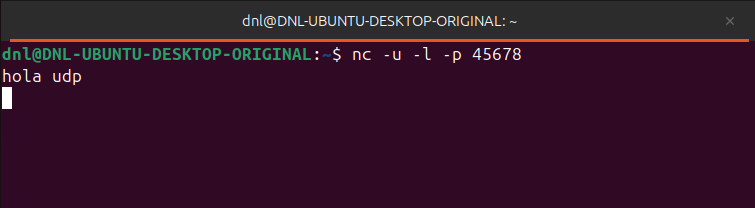 dnl@DNL-UBUNTU-DESKTOP-ORIGINAL: ~
dnl@DNL-UBUNTU-DESKTOP-ORIGINAL:~$ nc -u -l -p 45678
hola udp